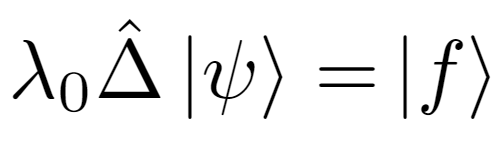 λ₀Δ̂ |ψ⟩ = |f⟩